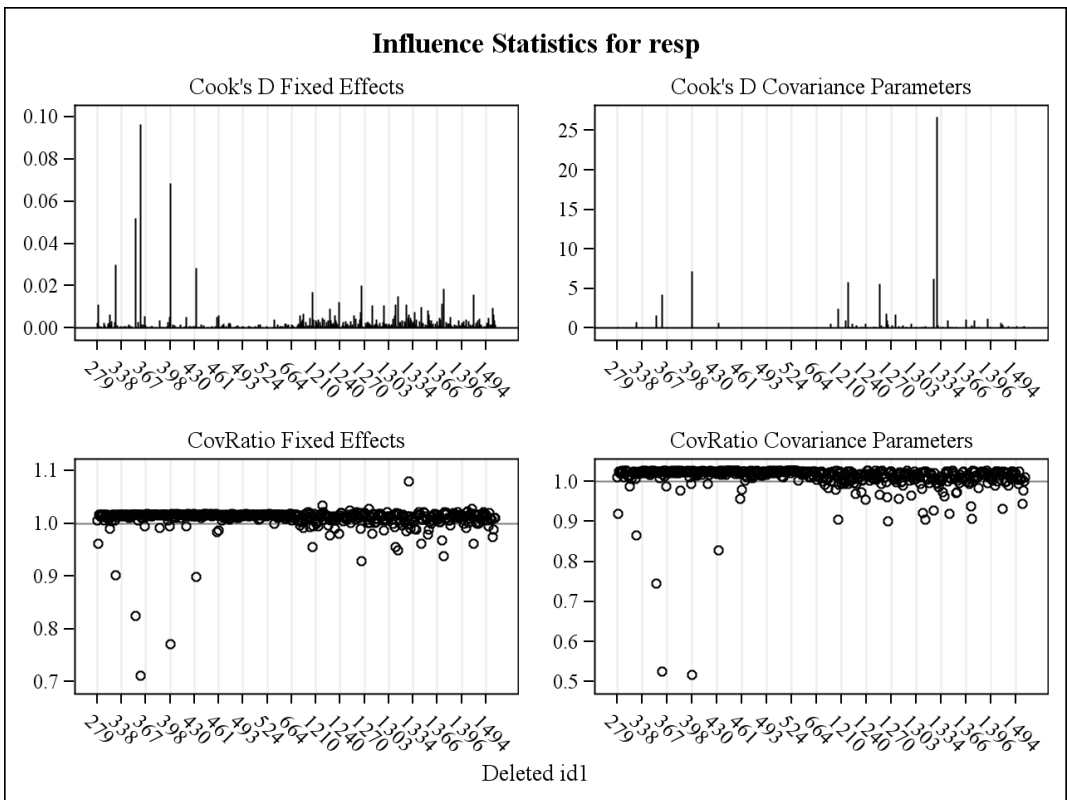 Influence Statistics for resp
Cook's D Fixed Effects
0.10
0.08
0.06
0.04
0.02
0.00
279 338 367 398 430 461 493 524 664 1210 1240 1270 1303 1334 1366 1396 1494
Cook's D Covariance Parameters
25
20
15
10
5
0
279 338 367 398 430 461 493 524 664 1210 1240 1270 1303 1334 1366 1396 1494
CovRatio Fixed Effects
1.1
1.0
0.9
0.8
0.7
279 338 367 398 430 461 493 524 664 1210 1240 1270 1303 1334 1366 1396 1494
CovRatio Covariance Parameters
1.0
0.9
0.8
0.7
0.6
0.5
279 338 367 398 430 461 493 524 664 1210 1240 1270 1303 1334 1366 1396 1494
Deleted id1